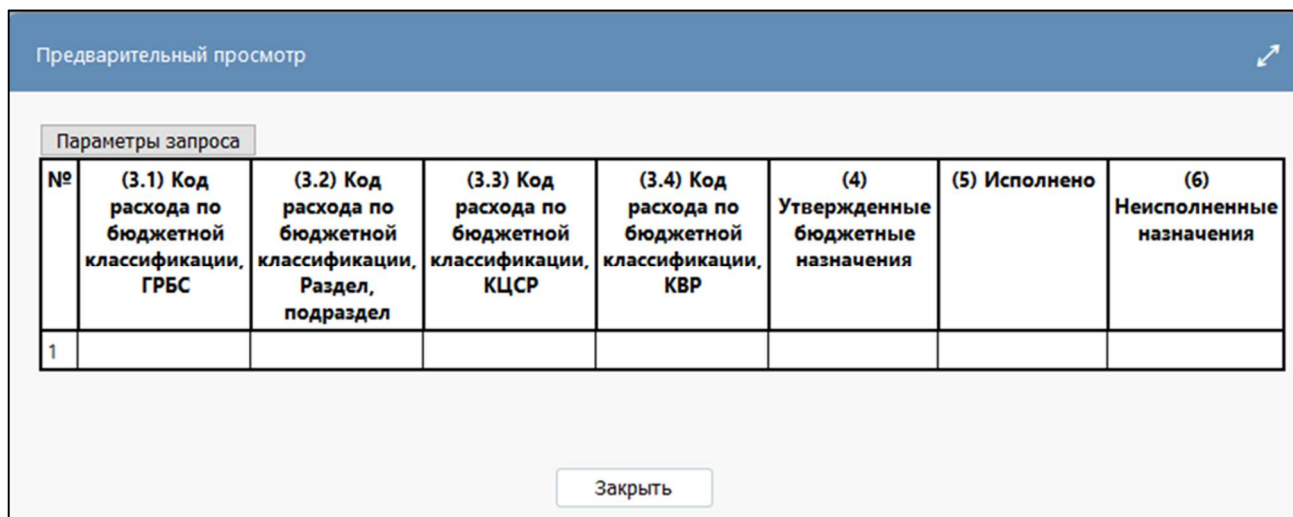 Предварительный просмотр
Параметры запроса
№
(3.1) Код
расхода по
бюджетной
классификации,
ГРБС
(3.2) Код
расхода по
бюджетной
классификации,
Раздел,
подраздел
(3.3) Код
расхода по
бюджетной
классификации,
КЦСР
(3.4) Код
расхода по
бюджетной
классификации,
КВР
(4)
Утвержденные
бюджетные
назначения
(5) Исполнено
(6)
Неисполненные
назначения
1
Закрыть